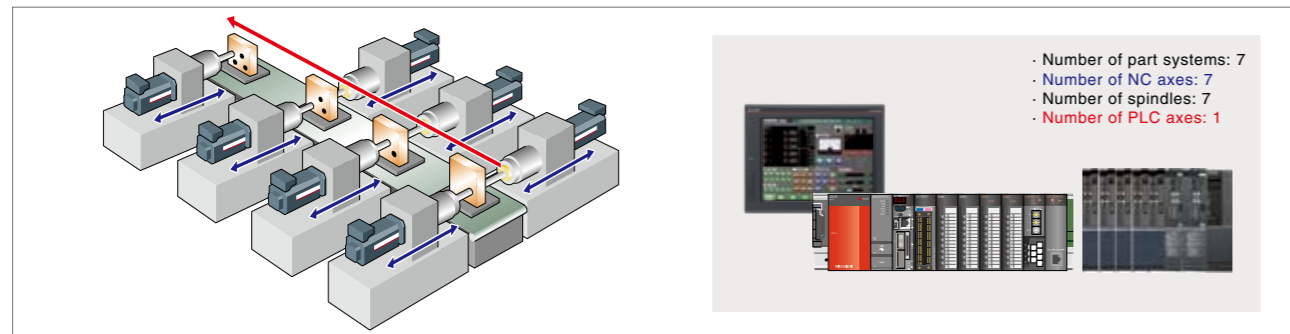 · Number of part systems: 7
· Number of NC axes: 7
· Number of spindles: 7
· Number of PLC axes: 1